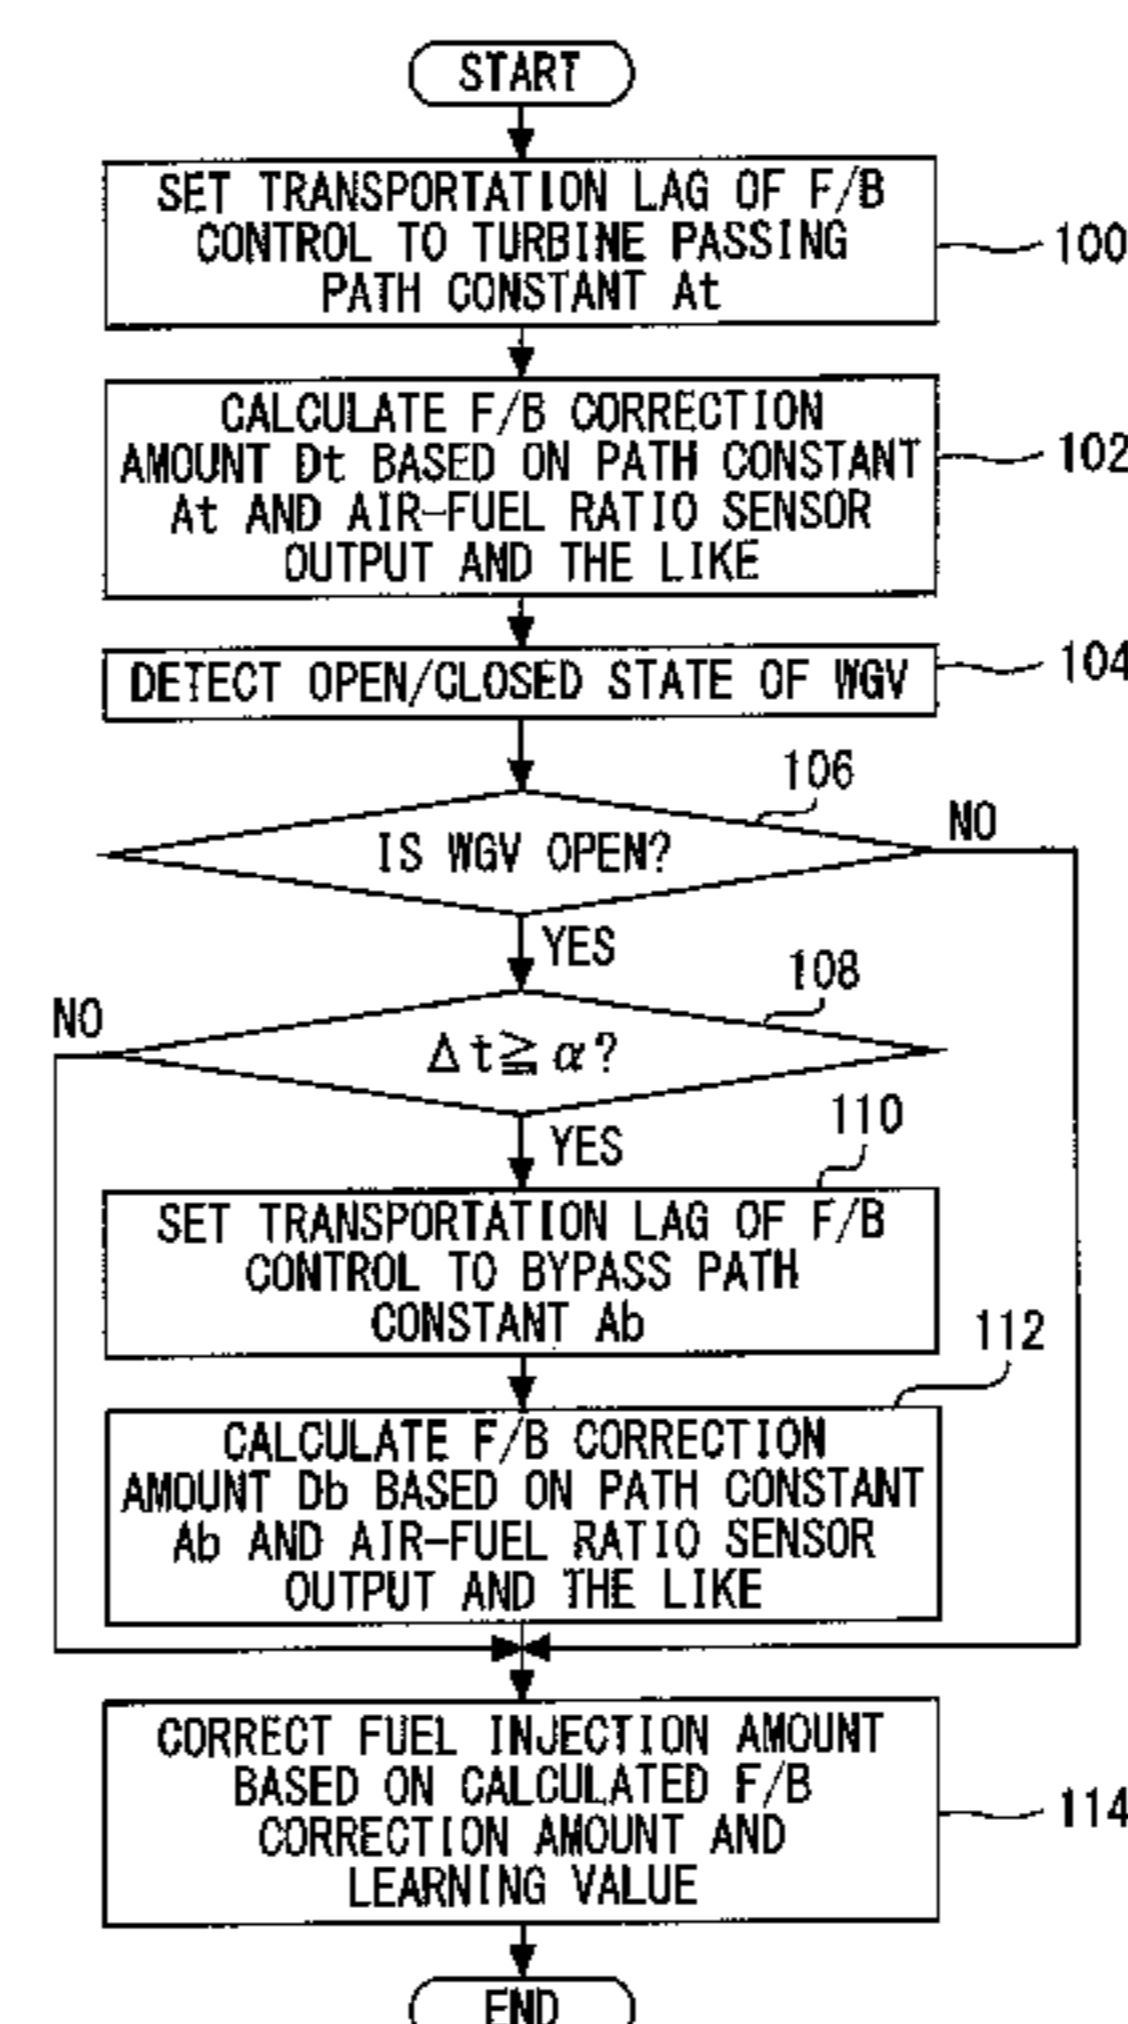 START
SET TRANSPORTATION LAG OF F/B
CONTROL TO TURBINE PASSING
PATH CONSTANT At
100
CALCULATE F/B CORRECTION
AMOUNT Dt BASED ON PATH CONSTANT
At AND AIR-FUEL RATIO SENSOR
OUTPUT AND THE LIKE
102
DETECT OPEN/CLOSED STATE OF WGV
104
106
IS WGV OPEN?
NO
YES
108
NO
Δt≧α?
YES
110
SET TRANSPORTATION LAG OF F/B
CONTROL TO BYPASS PATH
CONSTANT Ab
112
CALCULATE F/B CORRECTION
AMOUNT Db BASED ON PATH CONSTANT
Ab AND AIR-FUEL RATIO SENSOR
OUTPUT AND THE LIKE
CORRECT FUEL INJECTION AMOUNT
BASED ON CALCULATED F/B
CORRECTION AMOUNT AND
LEARNING VALUE
114
END